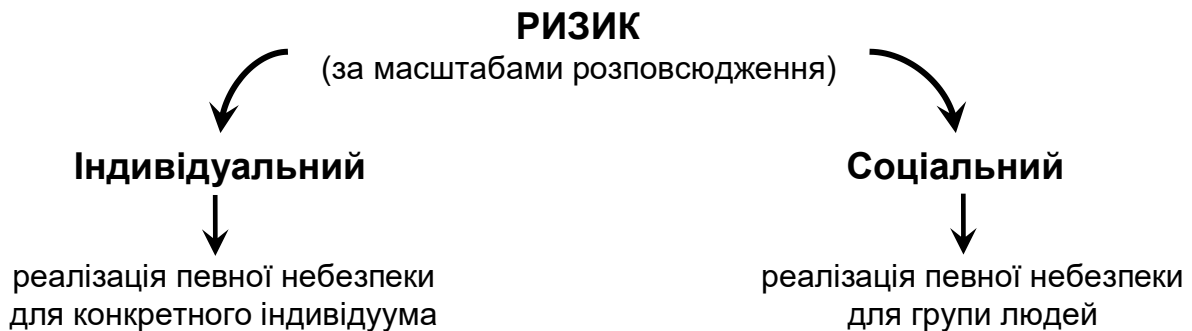 РИЗИК
(за масштабами розповсюдження)
Індивідуальний
Соціальний
реалізація певної небезпеки
для конкретного індивідуума
реалізація певної небезпеки
для групи людей